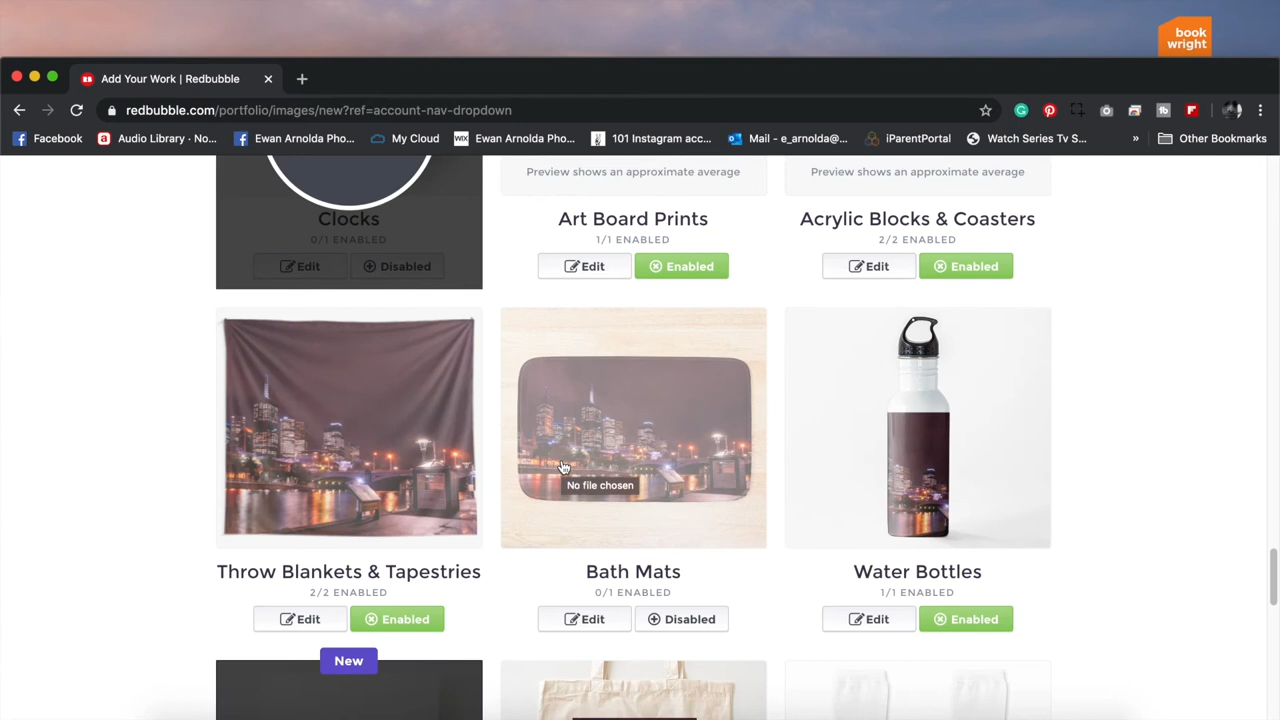 book
wright
Add Your Work | Redbubble
redbubble.com/portfolio/images/new?ref=account-nav-dropdown
Facebook
Audio Library · No...
Ewan Arnolda Pho...
My Cloud
WIX
Ewan Arnolda Pho...
101 Instagram acc...
Mail - e_arnolda@...
iParentPortal
Watch Series Tv S...
»
Other Bookmarks
Preview shows an approximate average
Preview shows an approximate average
Clocks
Art Board Prints
Acrylic Blocks & Coasters
0/1 ENABLED
1/1 ENABLED
2/2 ENABLED
Edit
Disabled
Edit
Enabled
Edit
Enabled
No file chosen
Throw Blankets & Tapestries
Bath Mats
Water Bottles
2/2 ENABLED
0/1 ENABLED
1/1 ENABLED
Edit
Enabled
Edit
Disabled
Edit
Enabled
New